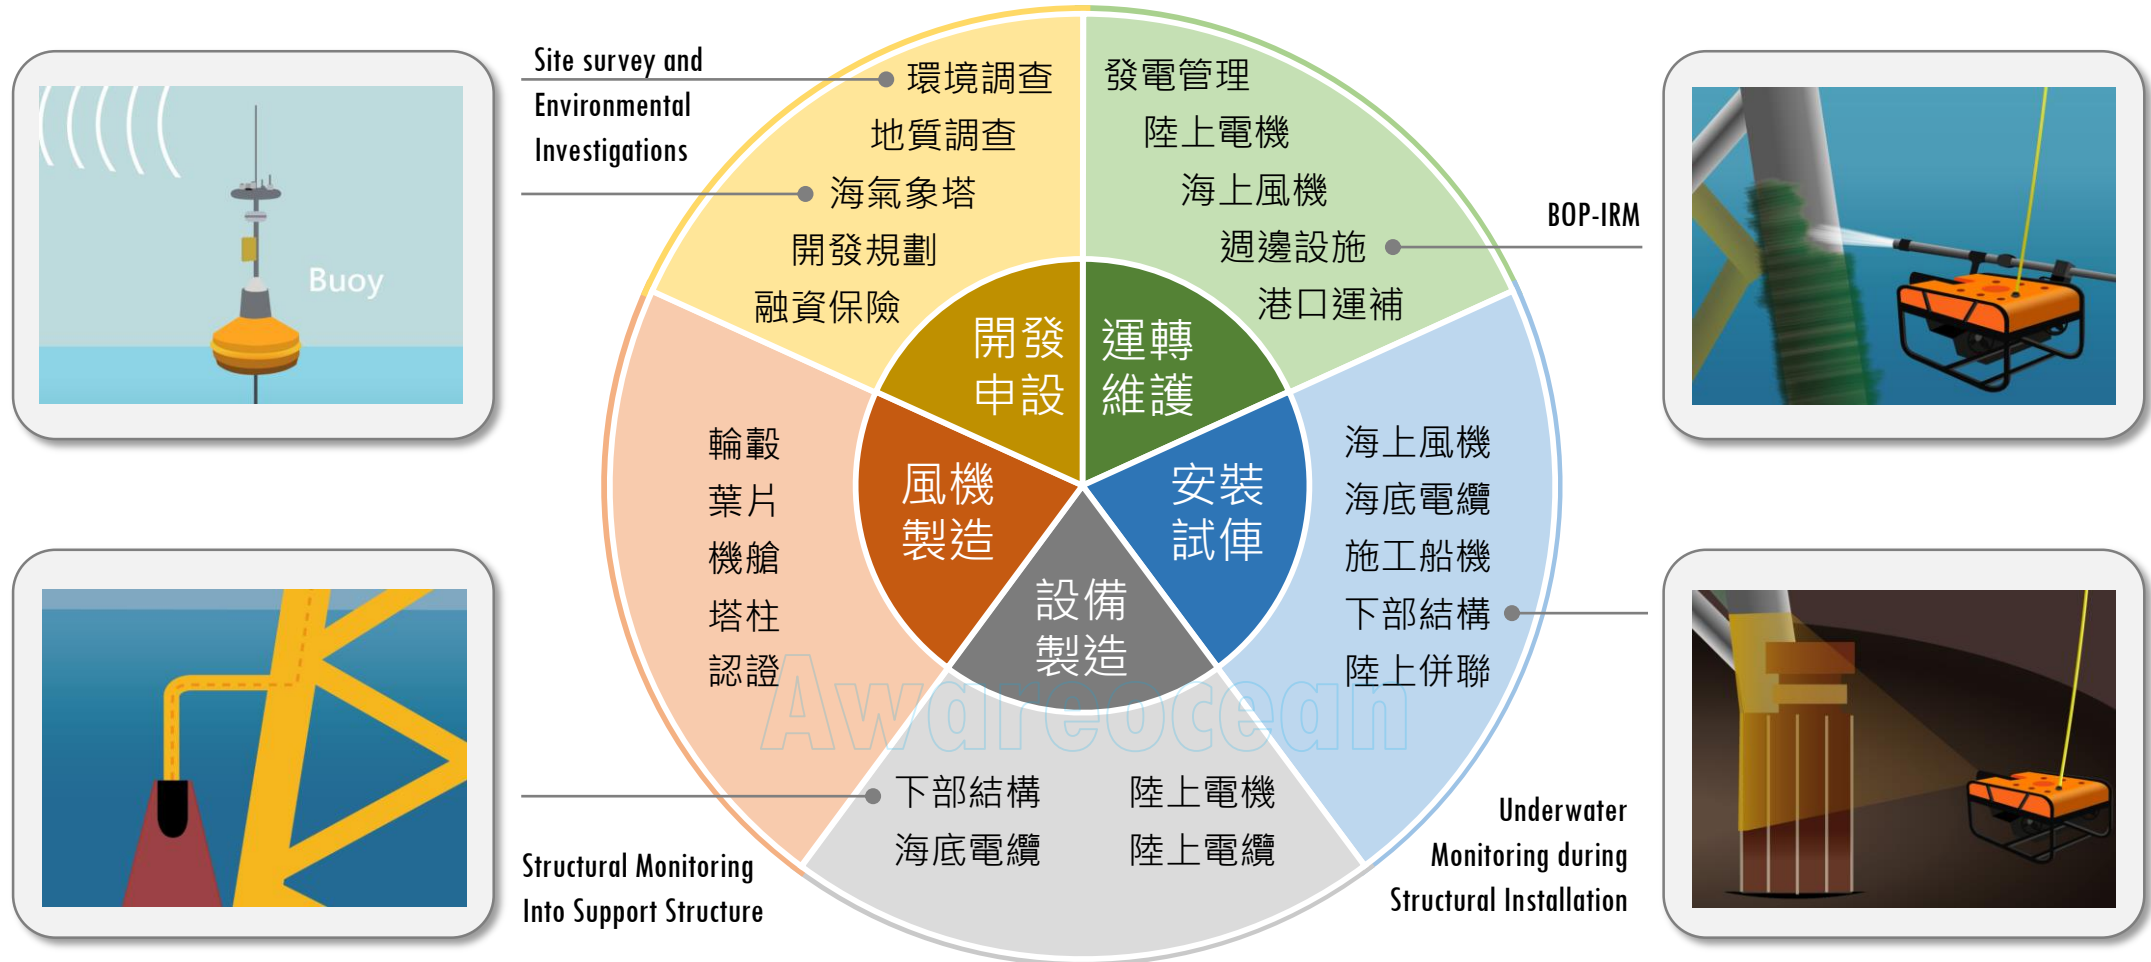 Site survey and
Environmental
Investigations
Buoy
環境調查
地質調查
海氣象塔
開發規劃
融資保險
開發
申設
發電管理
陸上電機
海上風機
週邊設施
港口運補
運轉
維護
BOP-IRM
輪轂
葉片
機艙
塔柱
認證
風機
製造
海上風機
海底電纜
施工船機
下部結構
陸上併聯
安裝
試俥
設備
製造
Awareocean
下部結構
海底電纜
陸上電機
陸上電纜
Structural Monitoring
Into Support Structure
Underwater
Monitoring during
Structural Installation